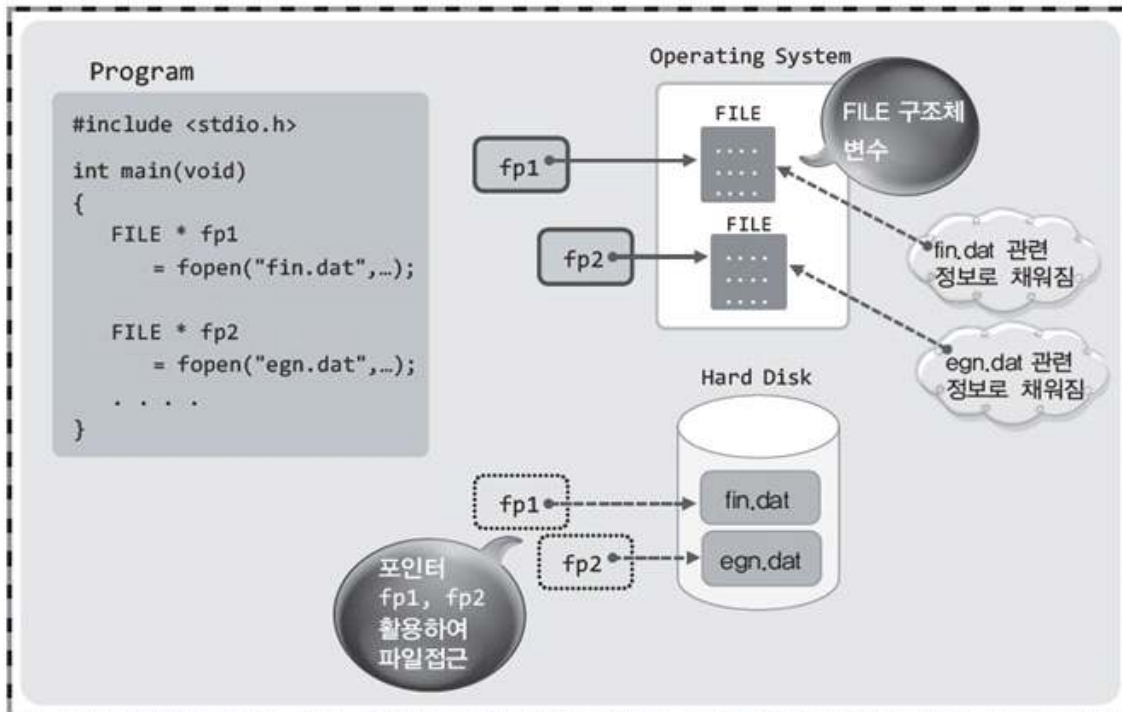 Program
#include <stdio.h>
int main(void)
{
FILE * fp1
= fopen("fin.dat",…);
FILE * fp2
= fopen("egn.dat",…);
. . . .
}
Operating System
FILE
. . . .
. . . .
. . . .
FILE 구조체
변수
fp1
FILE
. . . .
. . . .
. . . .
fp2
fin.dat 관련
정보로 채워짐
egn.dat 관련
정보로 채워짐
Hard Disk
fp1
fin.dat
fp2
egn.dat
포인터
fp1, fp2
활용하여
파일접근